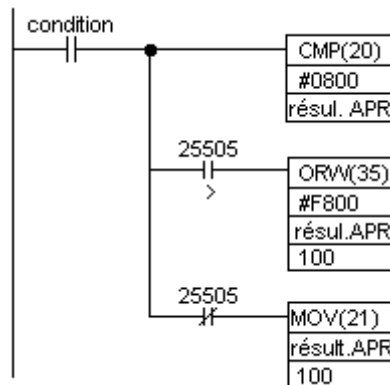 condition
CMP(20)
#0800
résul. APR
25505
>
ORW(35)
#F800
résul.APR
100
25505
MOV(21)
résult.APR
100